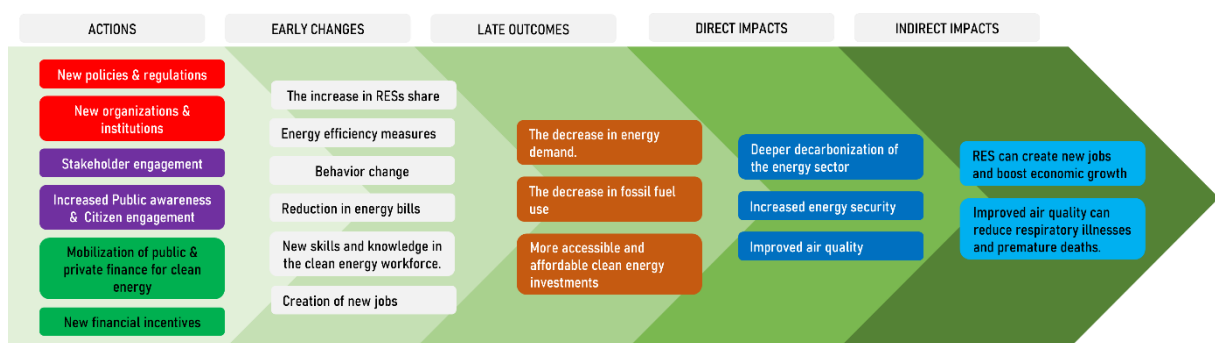 ACTIONS
EARLY CHANGES
LATE OUTCOMES
DIRECT IMPACTS
INDIRECT IMPACTS
New policies & regulations
New organizations &
institutions
Stakeholder engagement
Increased Public awareness
& Citizen engagement
Mobilization of public &
private finance for clean
energy
New financial incentives
The increase in RESs share
Energy efficiency measures
Behavior change
Reduction in energy bills
New skills and knowledge in
the clean energy workforce.
Creation of new jobs
The decrease in energy
demand.
The decrease in fossil fuel
use
More accessible and
affordable clean energy
investments
Deeper decarbonization of
the energy sector
Increased energy security
Improved air quality
RES can create new jobs
and boost economic growth
Improved air quality can
reduce respiratory illnesses
and premature deaths.